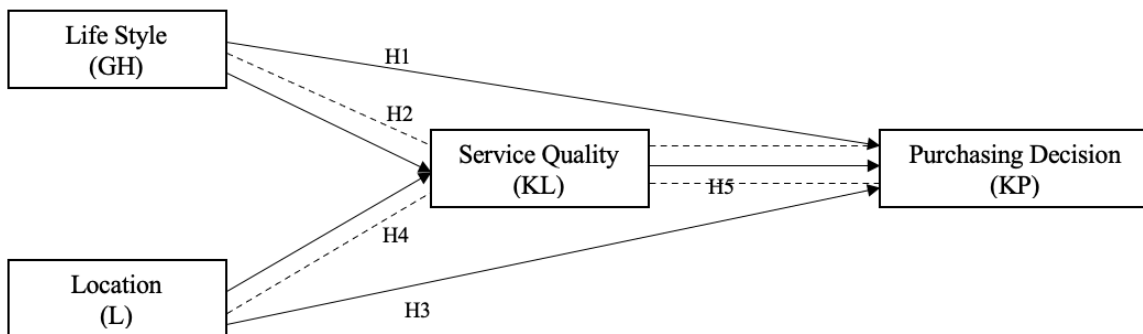 Life Style
(GH)
H1
H2
Service Quality
(KL)
Purchasing Decision
(KP)
H5
H4
Location
(L)
H3